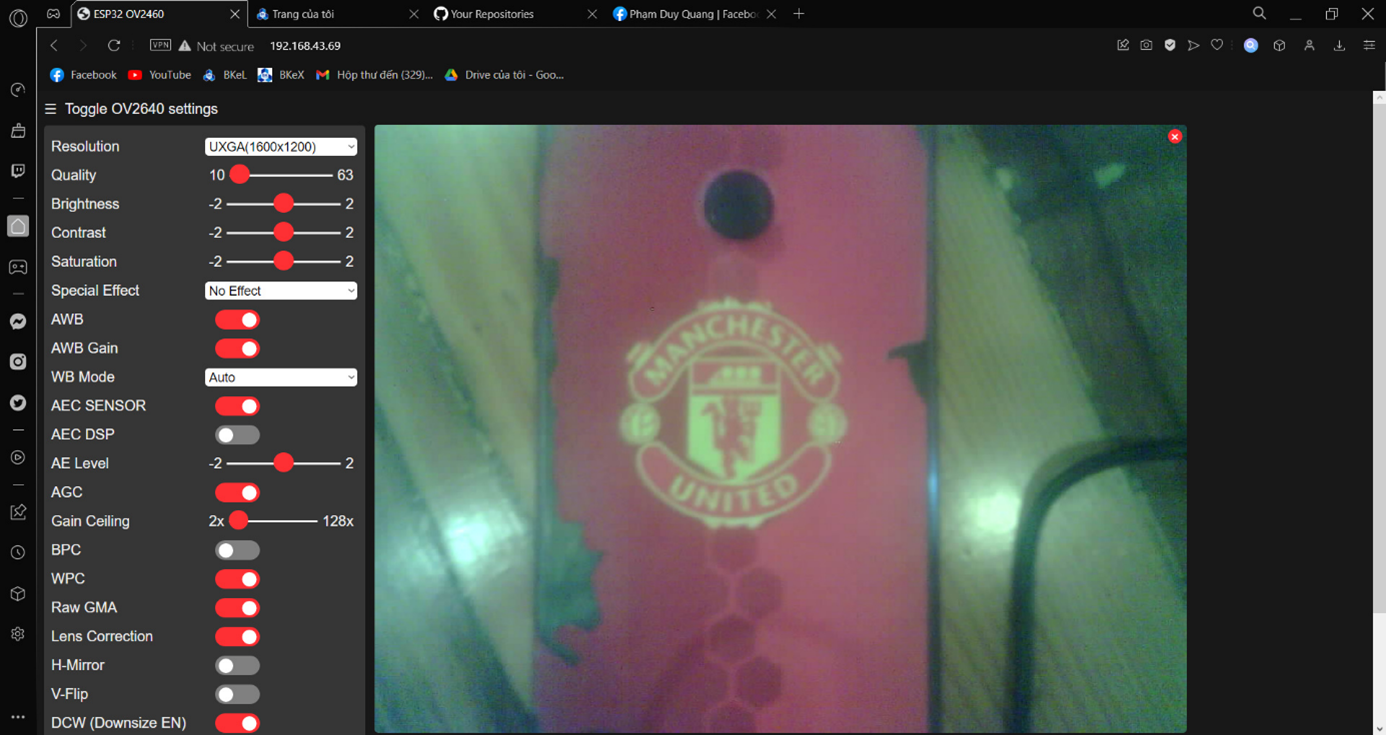 ESP32 OV2460
Trang của tôi
Your Repositories
Phạm Duy Quang | Facebo
VPN
Not secure
192.168.43.69
Facebook
YouTube
BKeL
BKeX
Hộp thư đến (329)...
Drive của tôi - Goo...
☰ Toggle OV2640 settings
Resolution UXGA(1600x1200)
Quality 10 63
Brightness -2 2
Contrast -2 2
Saturation -2 2
Special Effect No Effect
AWB
AWB Gain
WB Mode Auto
AEC SENSOR
AEC DSP
AE Level -2 2
AGC
Gain Ceiling 2x 128x
BPC
WPC
Raw GMA
Lens Correction
H-Mirror
V-Flip
DCW (Downsize EN)
MANCHESTER
UNITED